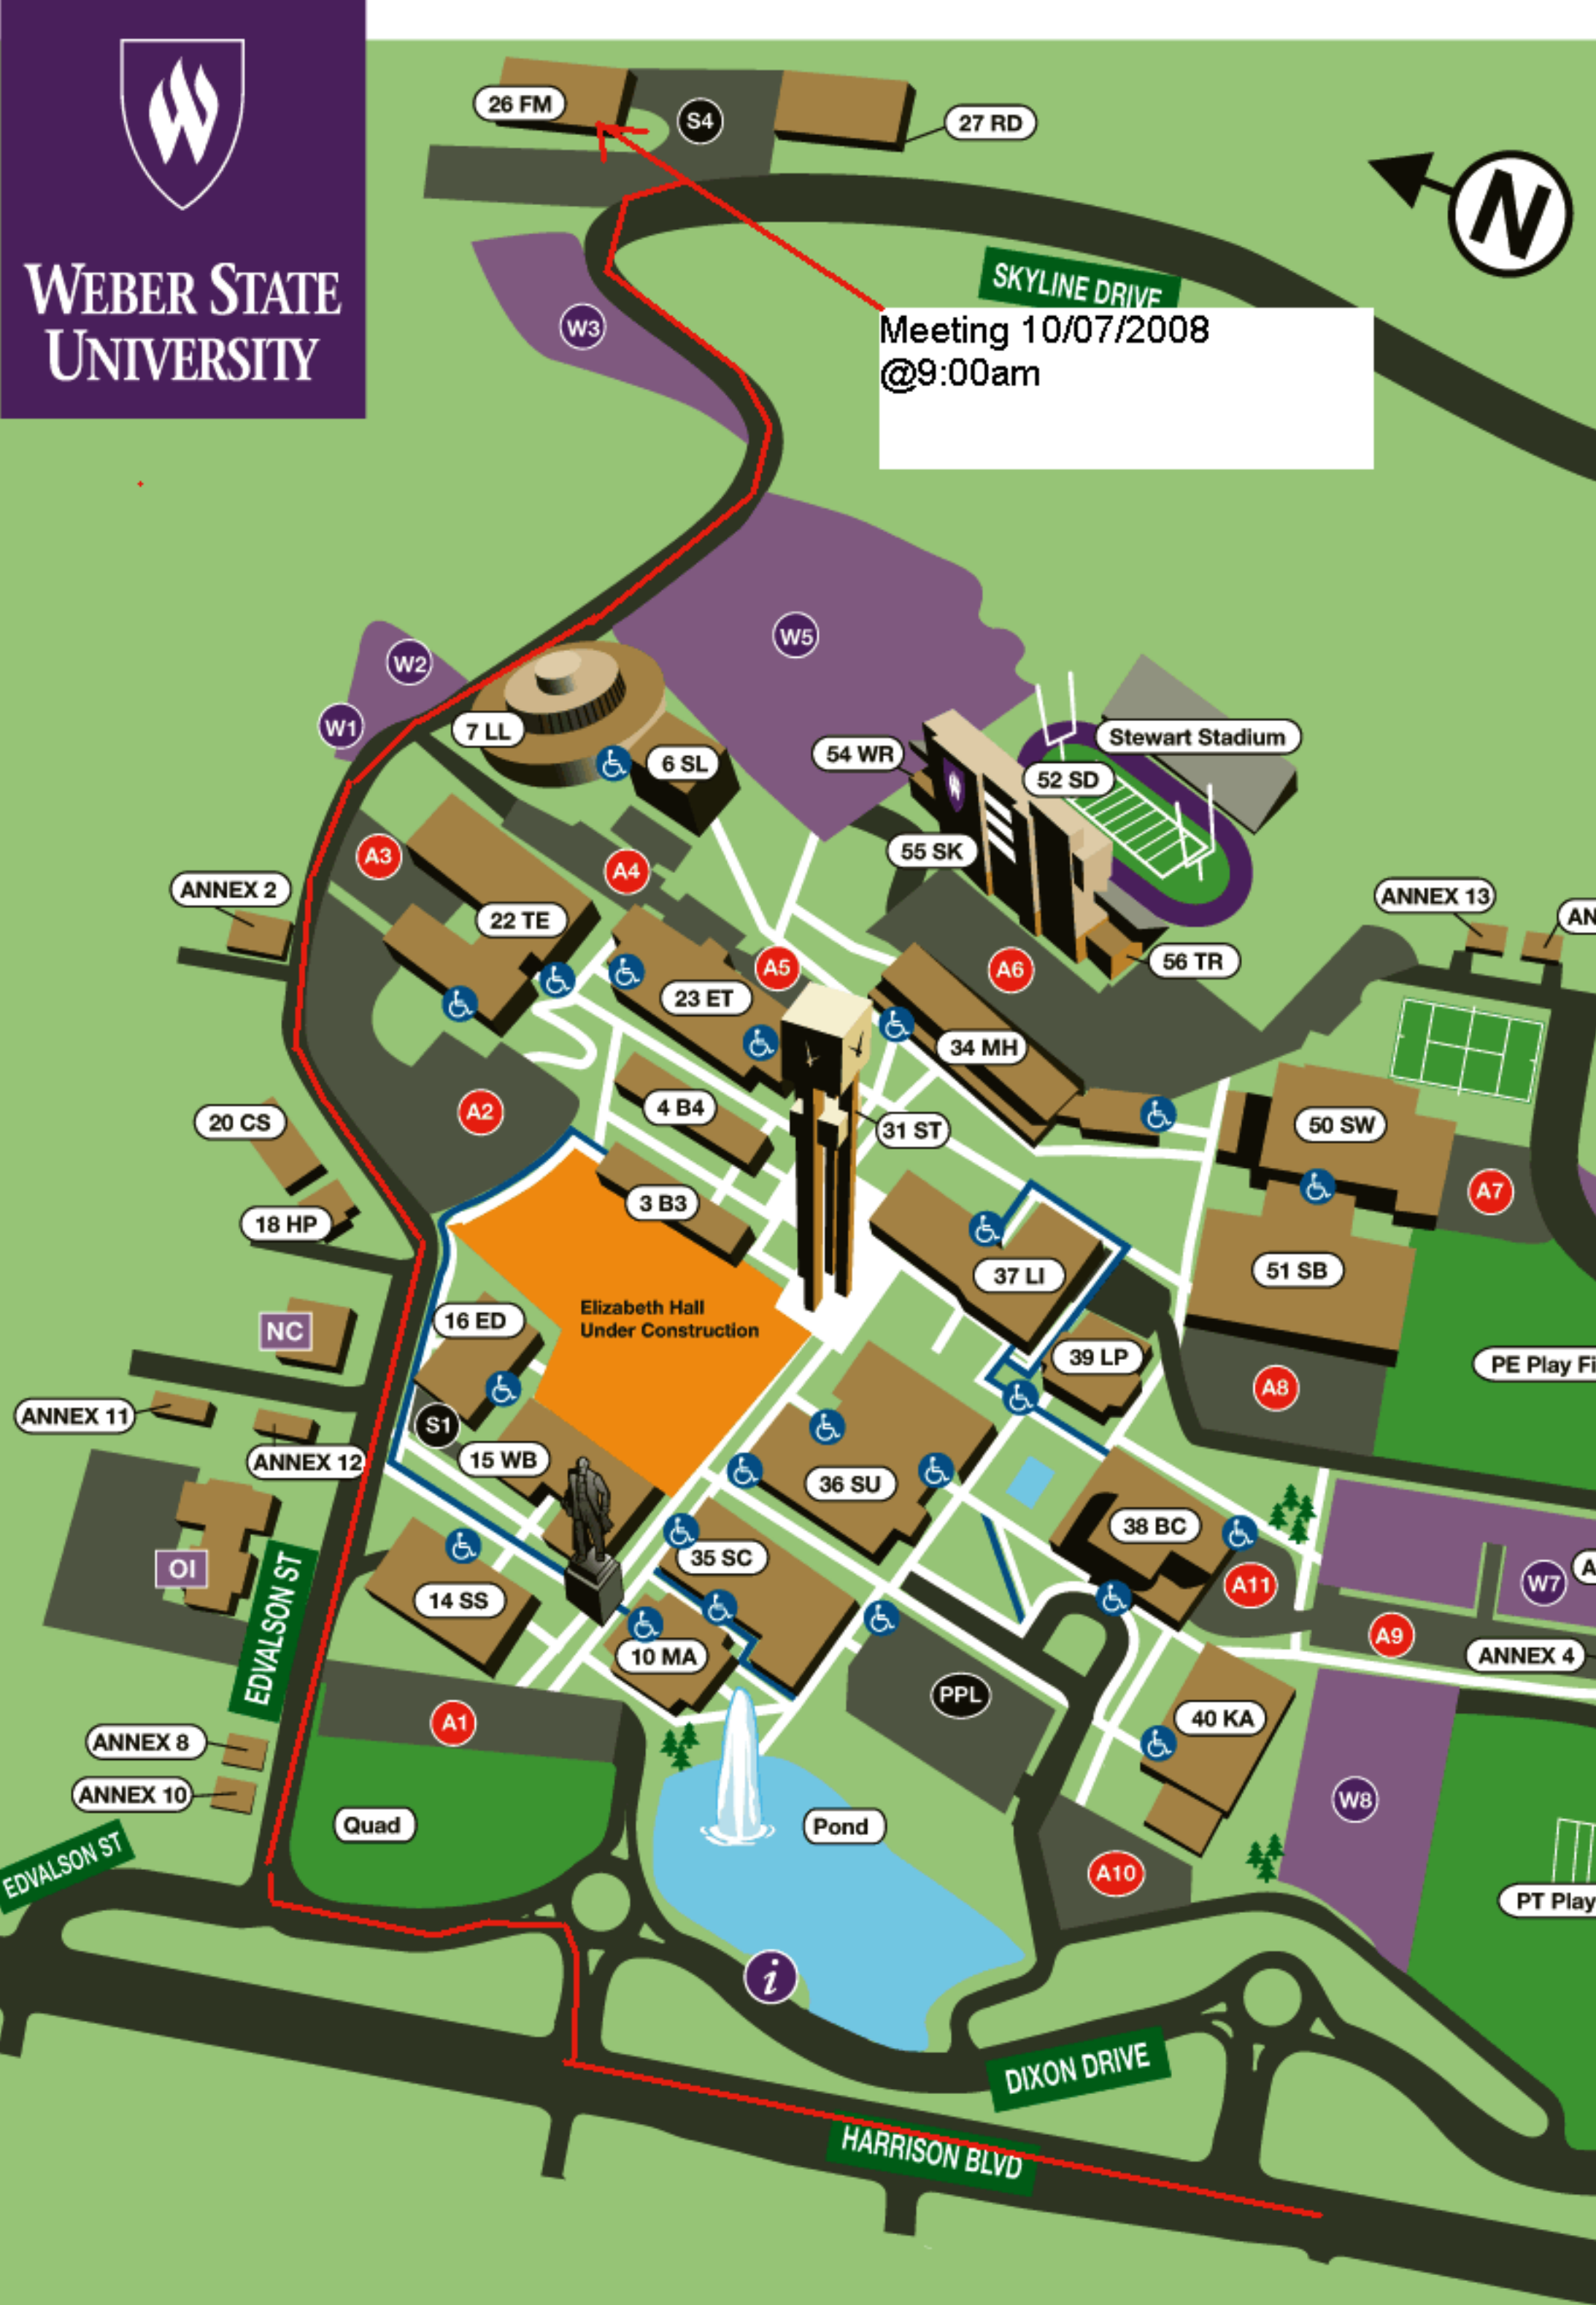 WEBER STATE
UNIVERSITY
26 FM
S4
27 RD
N
SKYLINE DRIVE
W3
Meeting 10/07/2008
@9:00am
W5
W2
W1
7 LL
6 SL
54 WR
Stewart Stadium
52 SD
55 SK
A3
A4
ANNEX 2
22 TE
ANNEX 13
AN
A5
A6
56 TR
23 ET
34 MH
A2
4 B4
31 ST
20 CS
50 SW
3 B3
A7
18 HP
37 LI
51 SB
16 ED
Elizabeth Hall
Under Construction
NC
39 LP
PE Play Fi
A8
ANNEX 11
S1
ANNEX 12
15 WB
36 SU
38 BC
OI
35 SC
W7
A
A11
14 SS
EDVALSON ST
A9
10 MA
ANNEX 4
PPL
A1
40 KA
ANNEX 8
ANNEX 10
W8
Quad
Pond
EDVALSON ST
A10
PT Play
i
DIXON DRIVE
HARRISON BLVD